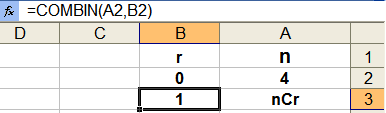 =COMBIN(A2,B2)
D C B A
r n 1
0 4 2
1 nCr 3